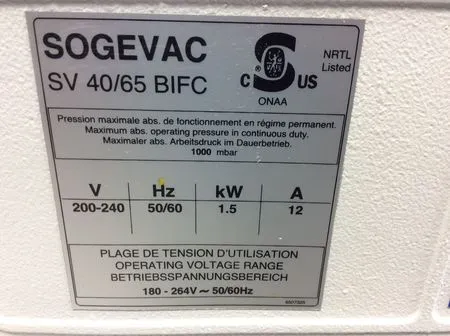 SOGEVAC
SV 40/65 BIFC
S
C ® US
ONAA
NRTL
Listed
Pression maximale abs. de fonctionnement en régime permanent.
Maximum abs. operating pressure in continuous duty.
Maximaler abs. Arbeitsdruck im Dauerbetrieb.
1000 mbar
V Hz kW A
200-240 50/60 1.5 12
PLAGE DE TENSION D'UTILISATION
OPERATING VOLTAGE RANGE
BETRIEBSSPANNUNGSBEREICH
180 - 264V ~ 50/60Hz